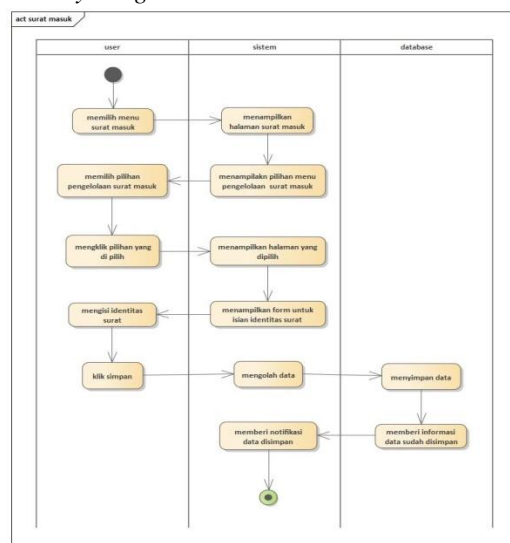 act surat masuk
user
sistem
database
memilih menu
surat masuk
menampilkan
halaman surat masuk
menampilakn pilihan menu
pengelolaan surat masuk
memilih pilihan
pengelolaan surat masuk
mengklik pilihan yang
di pilih
menampilkan halaman yang
dipilih
menampilkan form untuk
isian identitas surat
mengisi identitas
surat
klik simpan
mengolah data
menyimpan data
memberi informasi
data sudah disimpan
memberi notifikasi
data disimpan